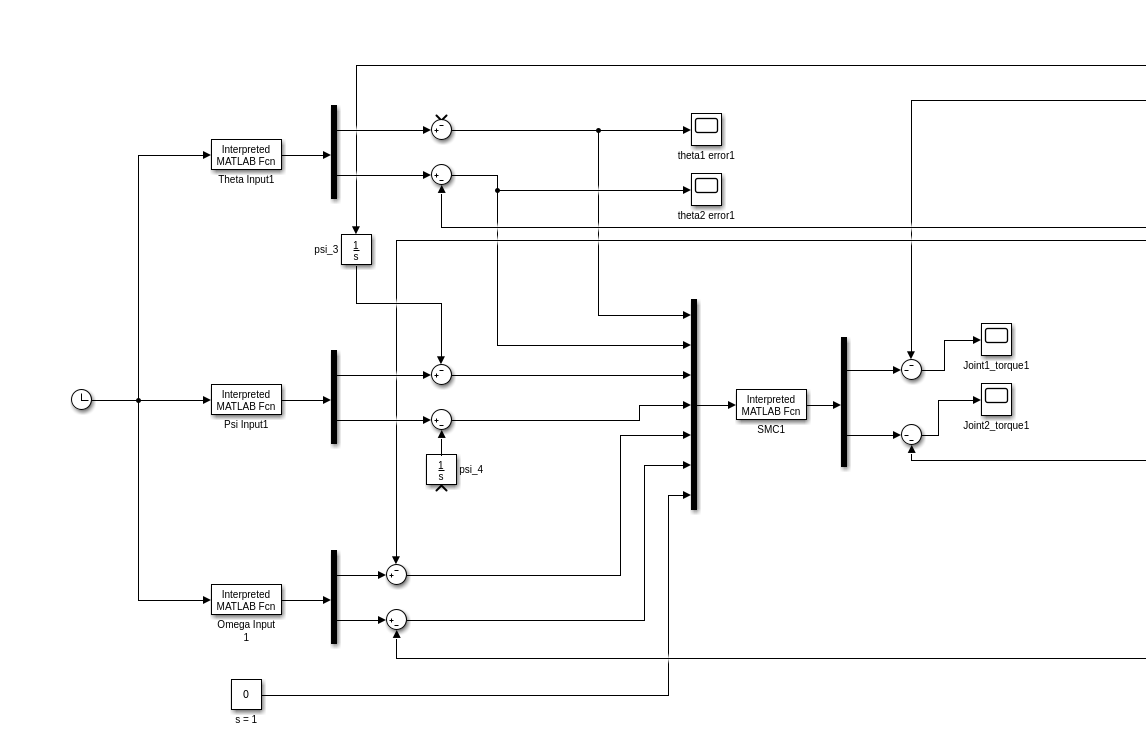 Interpreted
MATLAB Fcn
Theta Input1
theta1 error1
theta2 error1
psi_3
1
s
Interpreted
MATLAB Fcn
Psi Input1
1
s
psi_4
Interpreted
MATLAB Fcn
SMC1
Joint1_torque1
Joint2_torque1
Interpreted
MATLAB Fcn
Omega Input
1
0
s = 1